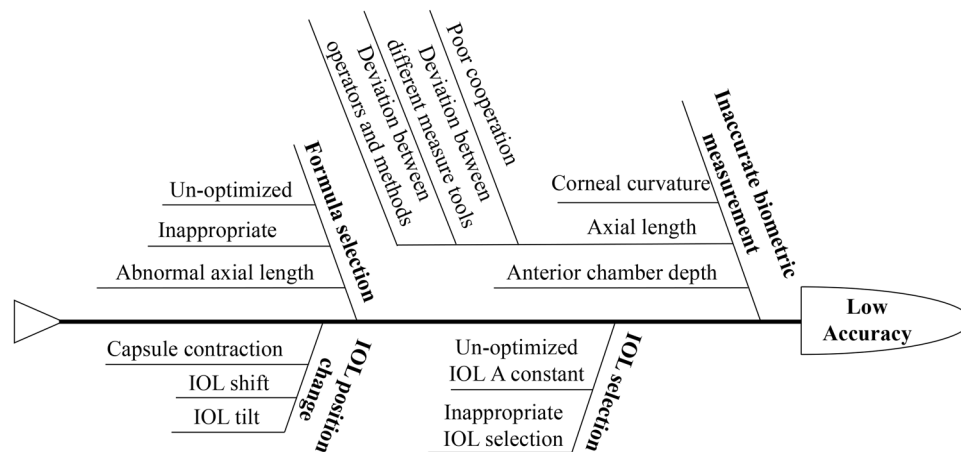 Formula selection
Un-optimized
Inappropriate
Abnormal axial length
Deviation between
operators and methods
Deviation between
different measure tools
Poor cooperation
Inaccurate biometric
measurement
Corneal curvature
Axial length
Anterior chamber depth
Low
Accuracy
IOL position
change
Capsule contraction
IOL shift
IOL tilt
IOL selection
Un-optimized
IOL A constant
Inappropriate
IOL selection